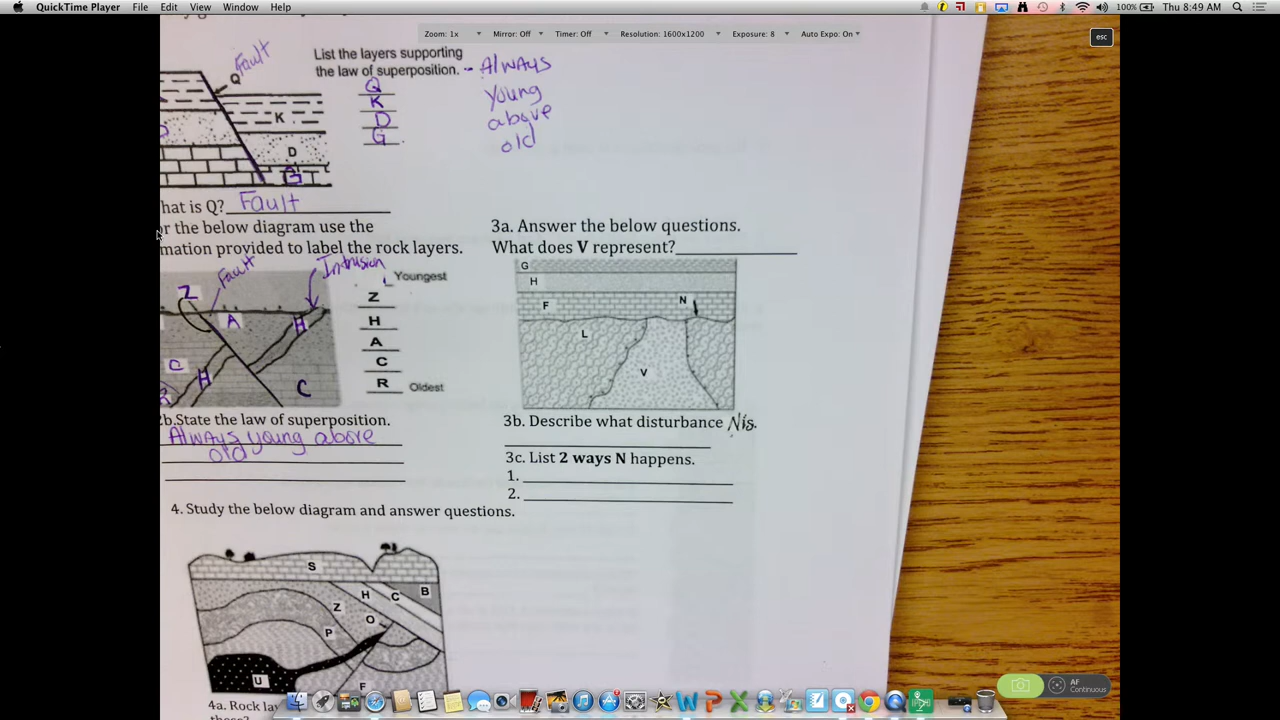 QuickTime Player File Edit View Window Help
100% Thu 8:49 AM
Zoom: 1x Mirror: Off Timer: Off Resolution: 1600x1200 Exposure: 8 Auto Expo: On
esc
List the layers supporting
the law of superposition. - Always
young
above
old
Q
K
D
G
Q Fault
K
D
G
hat is Q? Fault
r the below diagram use the
mation provided to label the rock layers.
Fault
Intrusion
Youngest
Z
H
A
C
R Oldest
Z
A
H
C
H
C
2b.State the law of superposition.
Always young above
old
3a. Answer the below questions.
What does V represent?
G
H
F
N
L
V
3b. Describe what disturbance N is.
3c. List 2 ways N happens.
1.
2.
4. Study the below diagram and answer questions.
S
H
C
B
Z
O
P
U
F
4a. Rock la
AF
Continuous